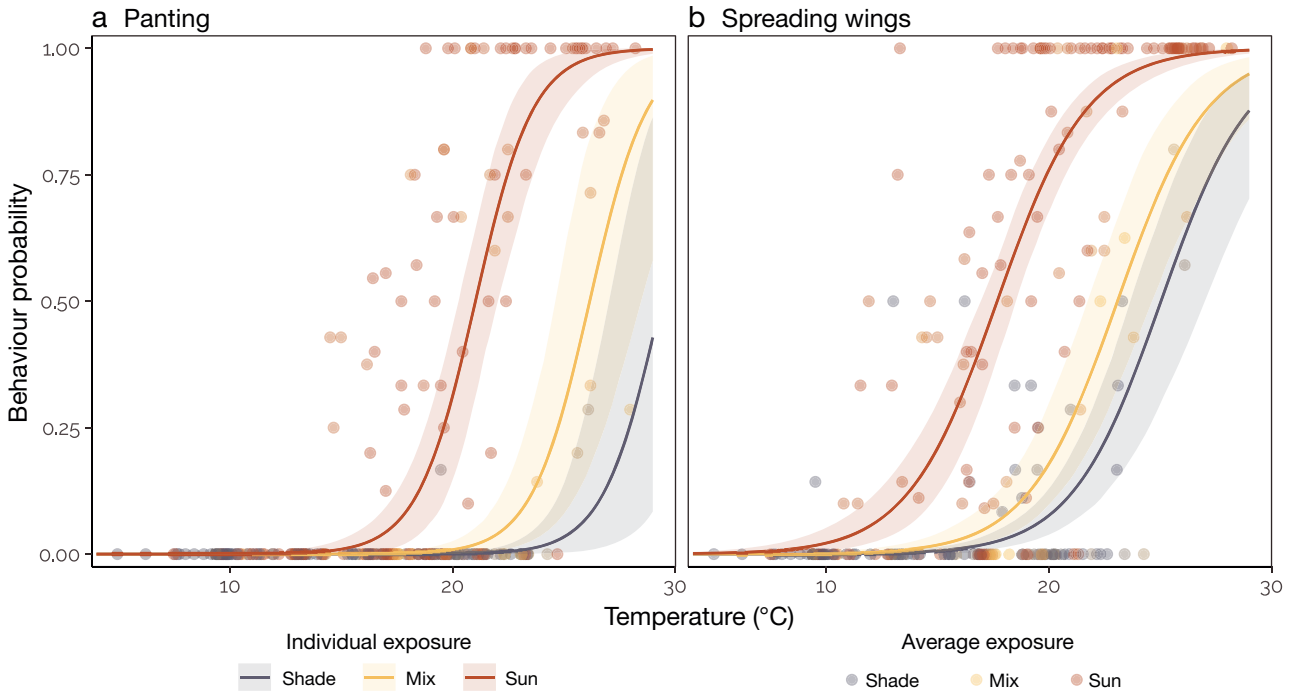 a Panting
b Spreading wings
Behaviour probability
1.00
0.75
0.50
0.25
0.00
10
20
30
10
20
30
Temperature (°C)
Individual exposure
Average exposure
Shade
Mix
Sun
Shade
Mix
Sun